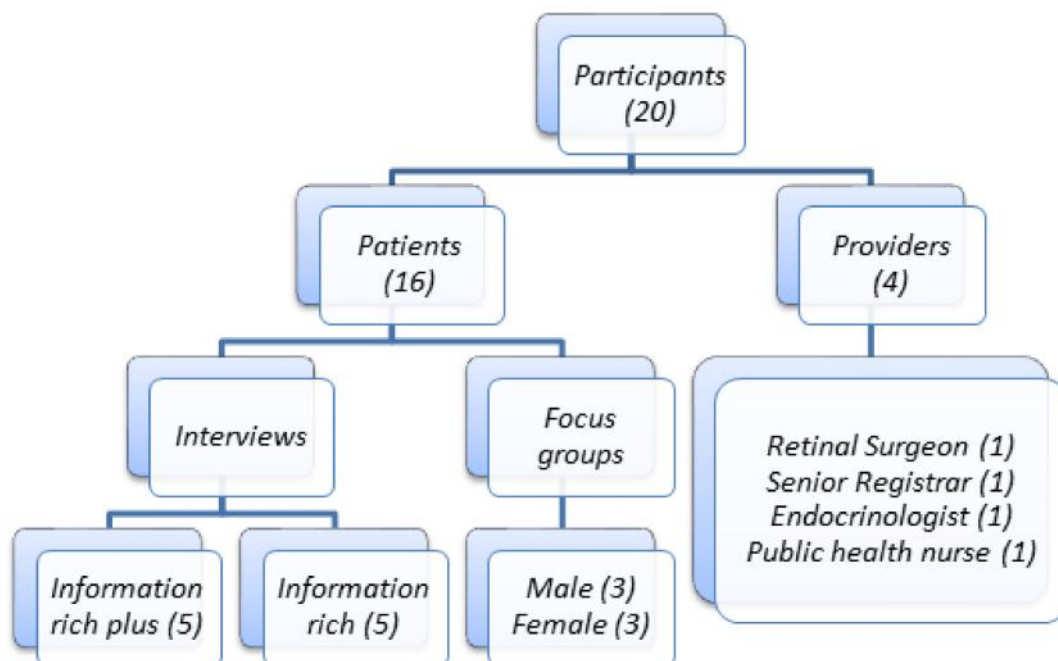 Participants
(20)
Patients
(16)
Providers
(4)
Interviews
Focus
groups
Retinal Surgeon (1)
Senior Registrar (1)
Endocrinologist (1)
Public health nurse (1)
Information
rich plus (5)
Information
rich (5)
Male (3)
Female (3)